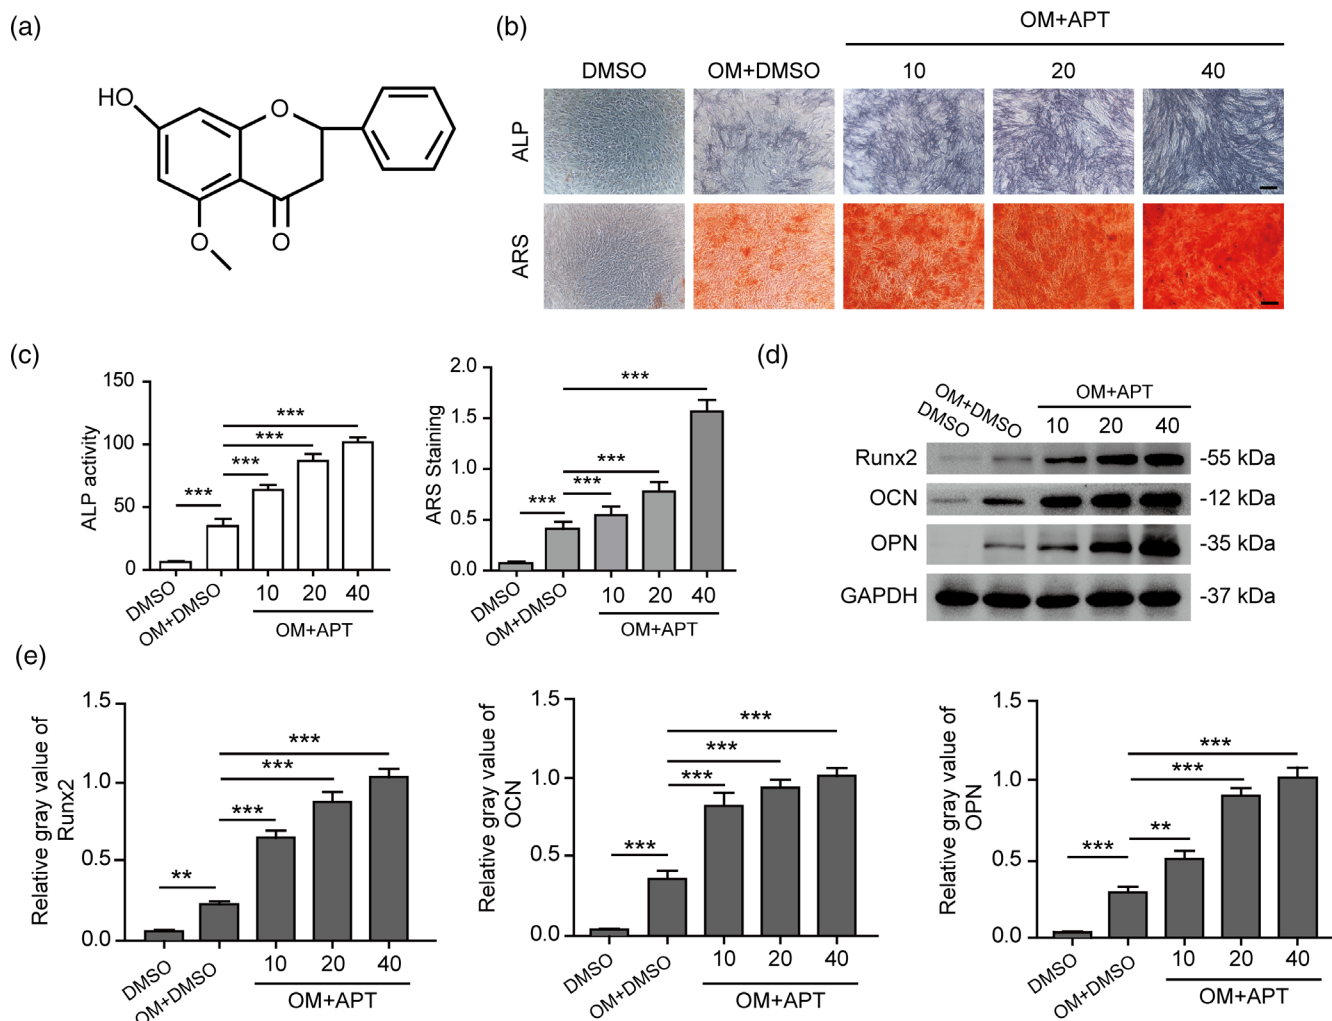 (a)
HO
O
O
O
(b)
OM+APT
DMSO OM+DMSO 10 20 40
ALP
ARS
(c)
ALP activity
150
100
50
0
***
***
***
***
DMSO
OM+DMSO
10 20 40
OM+APT
ARS Staining
2.0
1.5
1.0
0.5
0.0
***
***
***
***
DMSO
OM+DMSO
10 20 40
OM+APT
(d)
DMSO
OM+DMSO
OM+APT
10 20 40
Runx2 -55 kDa
OCN -12 kDa
OPN -35 kDa
GAPDH -37 kDa
(e)
Relative gray value of
Runx2
1.5
1.0
0.5
0.0
***
***
***
**
DMSO
OM+DMSO
10 20 40
OM+APT
Relative gray value of
OCN
1.5
1.0
0.5
0.0
***
***
***
***
DMSO
OM+DMSO
10 20 40
OM+APT
Relative gray value of
OPN
1.5
1.0
0.5
0.0
***
***
**
***
DMSO
OM+DMSO
10 20 40
OM+APT